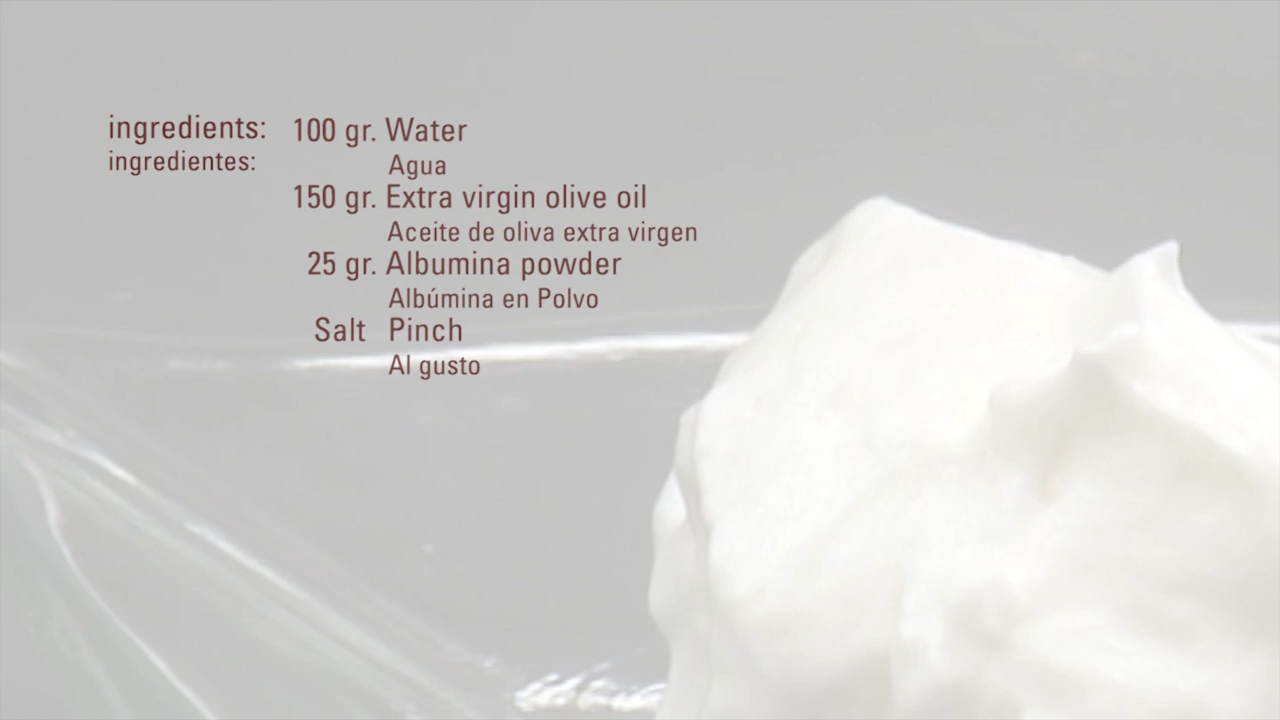 ingredients: 100 gr. Water
ingredientes: Agua
150 gr. Extra virgin olive oil
Aceite de oliva extra virgen
25 gr. Albumina powder
Albúmina en Polvo
Salt Pinch
Al gusto